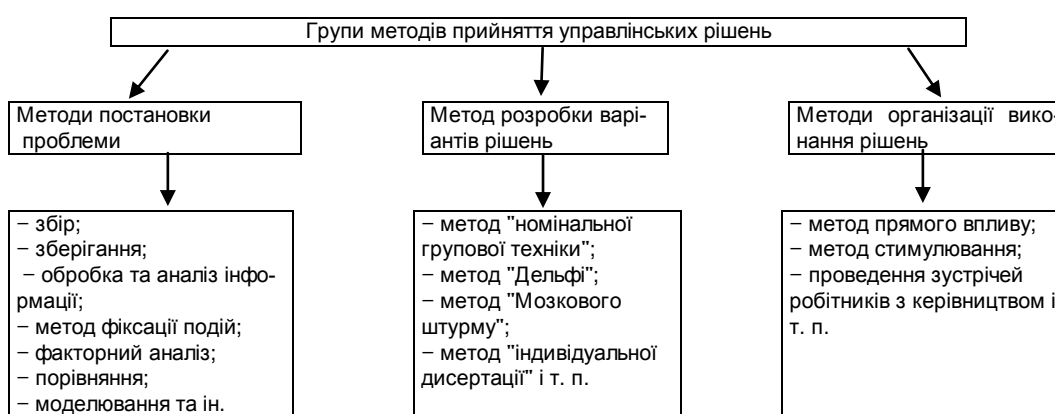 Групи методів прийняття управлінських рішень
Методи постановки
проблеми
Метод розробки варі-
антів рішень
Методи організації вико-
нання рішень
− збір;
− зберігання;
− обробка та аналіз інфо-
рмації;
− метод фіксації подій;
− факторний аналіз;
− порівняння;
− моделювання та ін.
− метод "номінальної
групової техніки";
− метод "Дельфі";
− метод "Мозкового
штурму";
− метод "індивідуальної
дисертації" і т. п.
− метод прямого впливу;
− метод стимулювання;
− проведення зустрічей
робітників з керівництвом і
т. п.